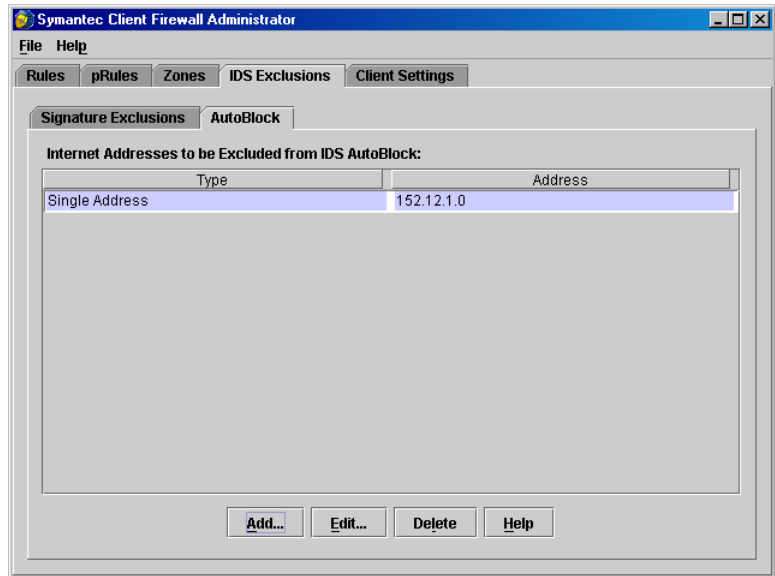 Symantec Client Firewall Administrator
File Help
Rules pRules Zones IDS Exclusions Client Settings
Signature Exclusions AutoBlock
Internet Addresses to be Excluded from IDS AutoBlock:
Type Address
Single Address 152.12.1.0
Add... Edit... Delete Help